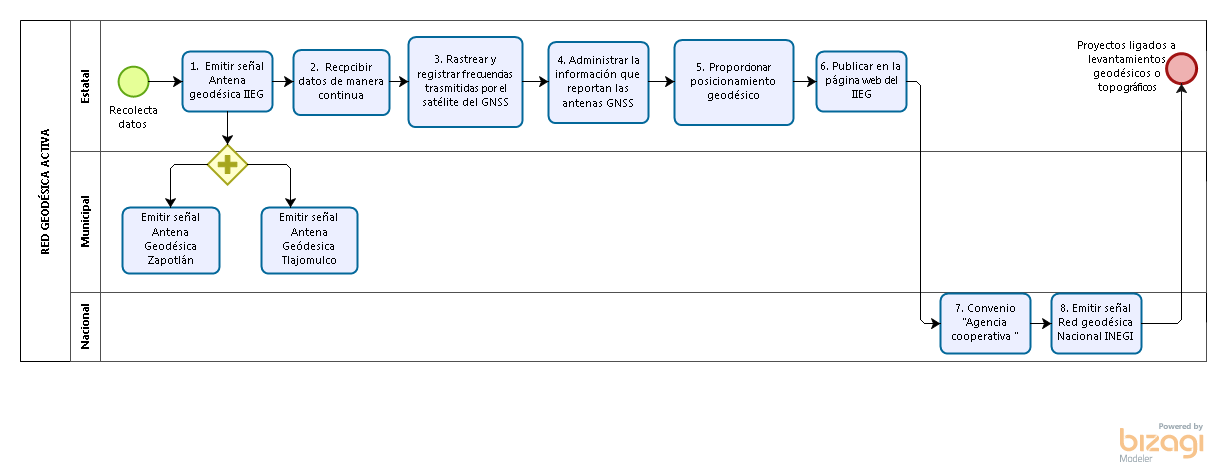 RED GEODÉSICA ACTIVA
Estatal
Recolecta
datos
1. Emitir señal
Antena
geodésica IIEG
2. Recpcibir
datos de manera
continua
3. Rastrear y
registrar frecuencias
trasmitidas por el
satélite del GNSS
4. Administrar la
información que
reportan las
antenas GNSS
5. Proporcionar
posicionamiento
geodésico
6. Publicar en la
página web del
IIEG
Proyectos ligados a
levantamientos
geodésicos o
topográficos
Municipal
Emitir señal
Antena
Geodésica
Zapotlán
Emitir señal
Antena
Geódesica
Tlajomulco
Nacional
7. Convenio
"Agencia
cooperativa "
8. Emitir señal
Red geodésica
Nacional INEGI
Powered by
bizagi
Modeler